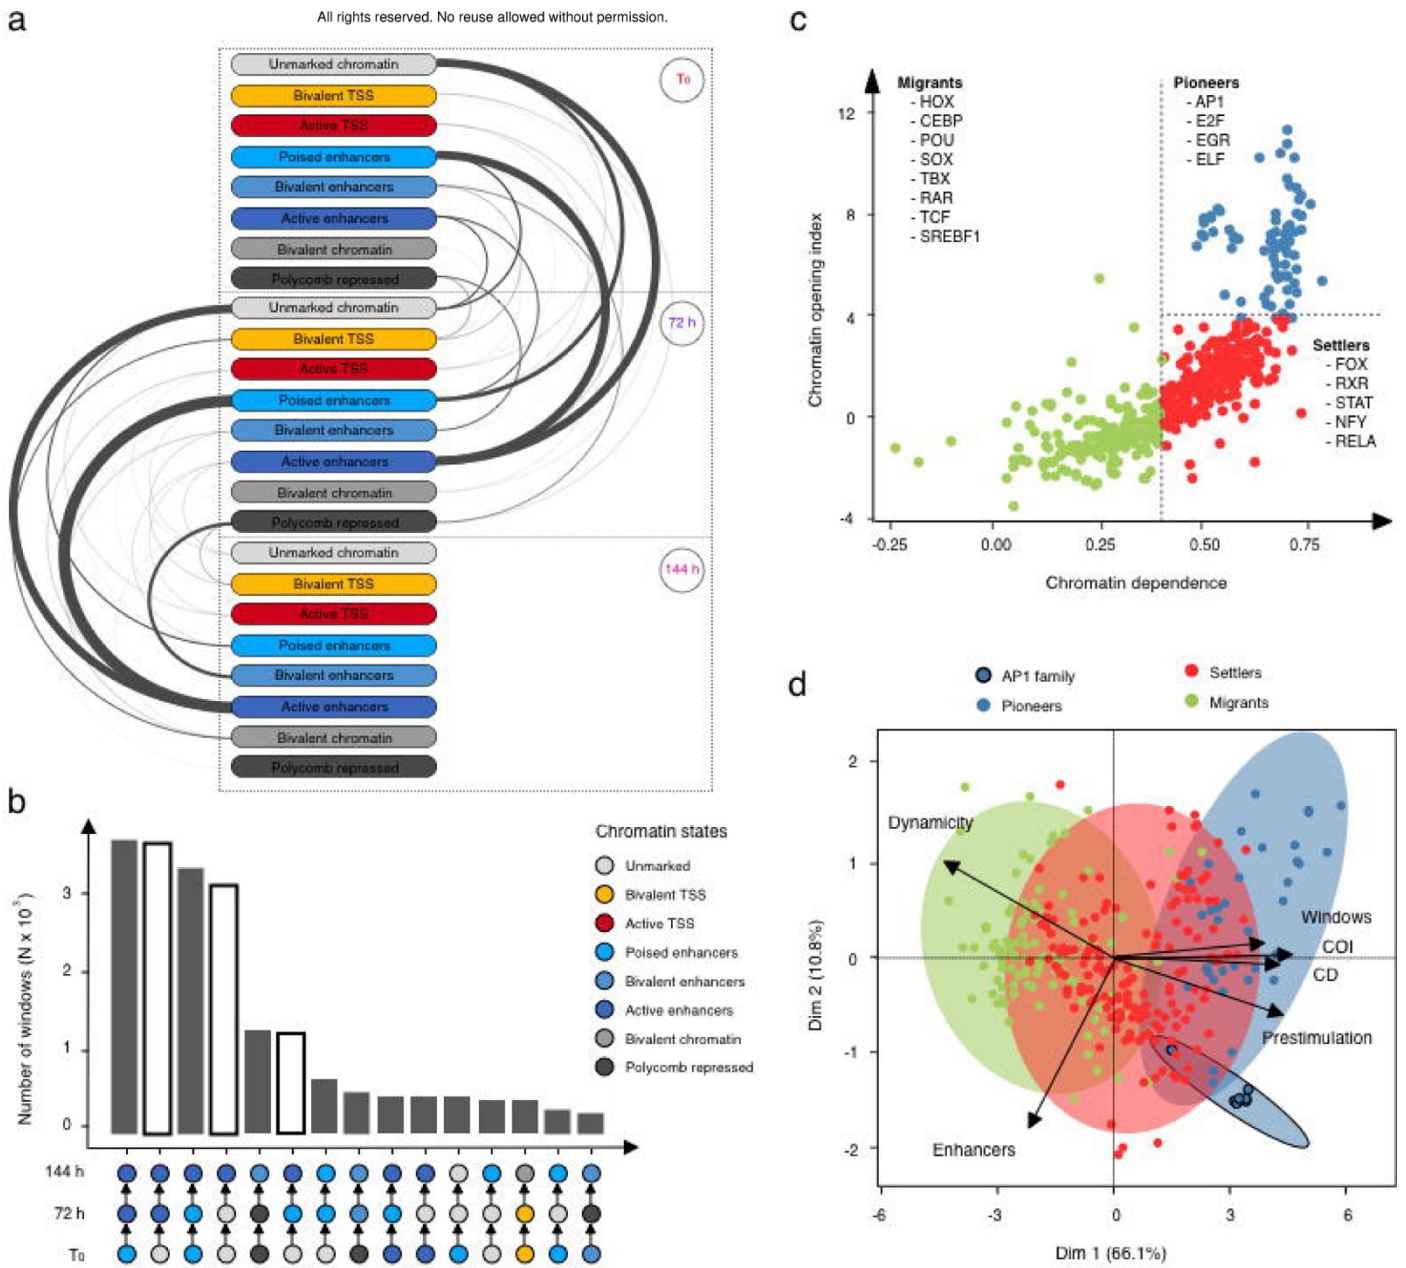 a
All rights reserved. No reuse allowed without permission.
Unmarked chromatin
Bivalent TSS
Active TSS
Poised enhancers
Bivalent enhancers
Active enhancers
Bivalent chromatin
Polycomb repressed
T0
Unmarked chromatin
Bivalent TSS
Active TSS
Poised enhancers
Bivalent enhancers
Active enhancers
Bivalent chromatin
Polycomb repressed
72 h
Unmarked chromatin
Bivalent TSS
Active TSS
Poised enhancers
Bivalent enhancers
Active enhancers
Bivalent chromatin
Polycomb repressed
144 h
b
Number of windows (N x 10³)
3
2
1
0
144 h
72 h
T0
Chromatin states
Unmarked
Bivalent TSS
Active TSS
Poised enhancers
Bivalent enhancers
Active enhancers
Bivalent chromatin
Polycomb repressed
c
Chromatin opening index
12
8
4
0
-4
Migrants
- HOX
- CEBP
- POU
- SOX
- TBX
- RAR
- TCF
- SREBF1
Pioneers
- AP1
- E2F
- EGR
- ELF
Settlers
- FOX
- RXR
- STAT
- NFY
- RELA
-0.25 0.00 0.25 0.50 0.75
Chromatin dependence
d
AP1 family
Pioneers
Settlers
Migrants
Dim 2 (10.8%)
2
1
0
-1
-2
Dynamicity
Windows
COI
CD
Prestimulation
Enhancers
-6 -3 0 3 6
Dim 1 (66.1%)